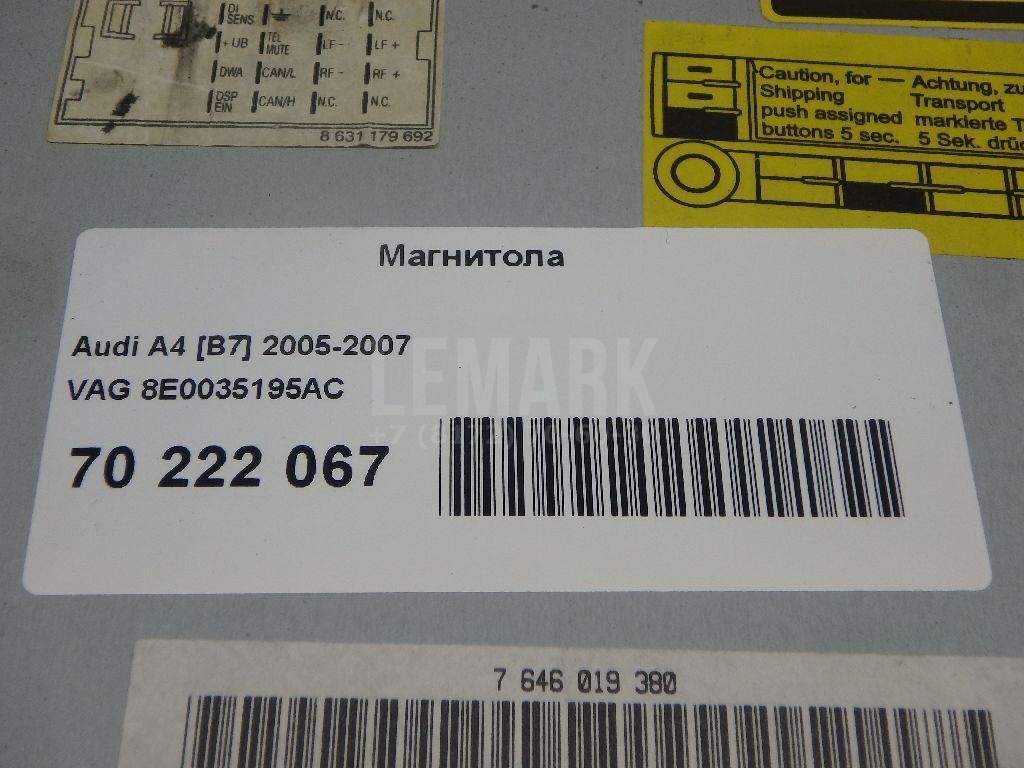 DI SENS N.C. N.C.
+UB TEL MUTE LF- LF+
DWA CAN/L RF- RF+
DSP EIN CAN/H N.C. N.C.
8 631 179 692
Caution, for — Achtung, zu
Shipping Transport
push assigned markierte T
buttons 5 sec. 5 Sek. drüc
Магнитола
Audi A4 [B7] 2005-2007
VAG 8E0035195AC
LEMARK
70 222 067
7 646 019 380